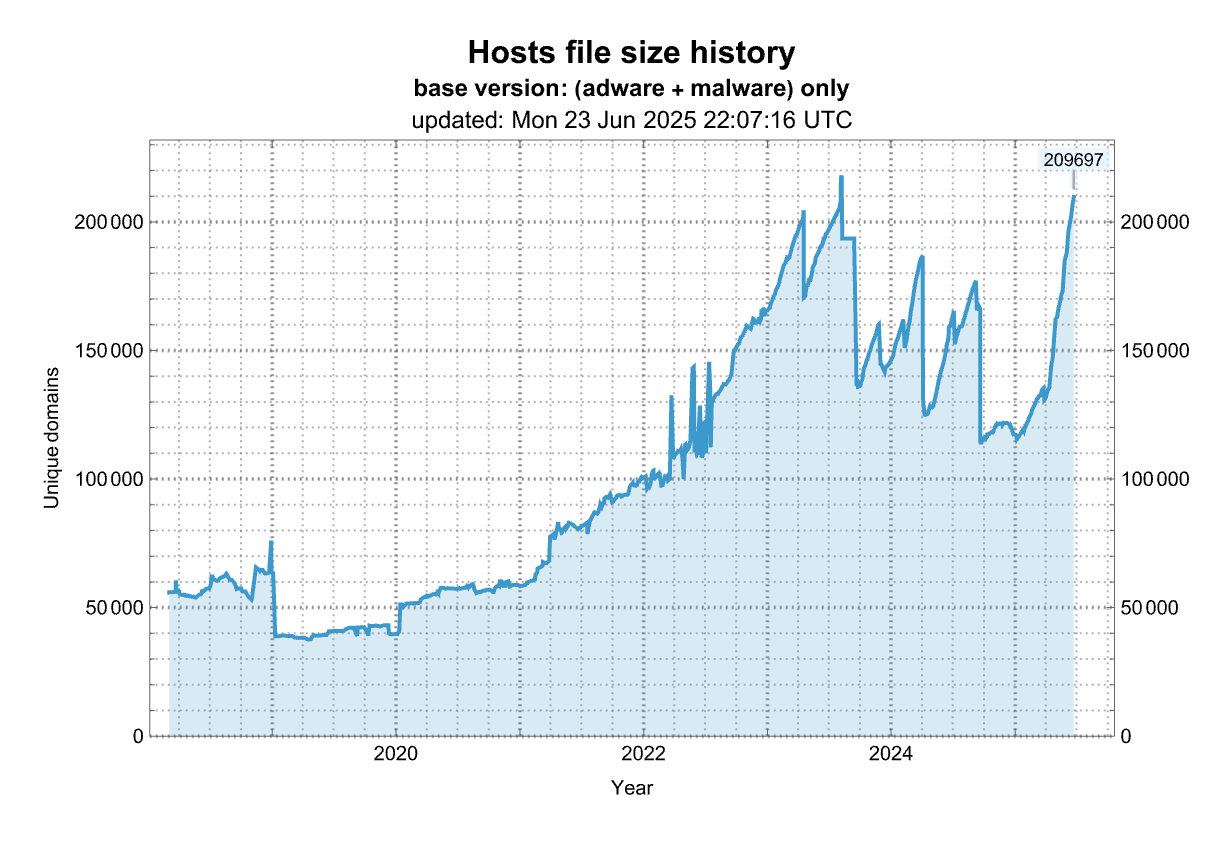 Hosts file size history
base version: (adware + malware) only
updated: Mon 23 Jun 2025 22:07:16 UTC
209697
200 000
200 000
150 000
150 000
Unique domains
100 000
100 000
50 000
50 000
0
0
2020
2022
2024
Year